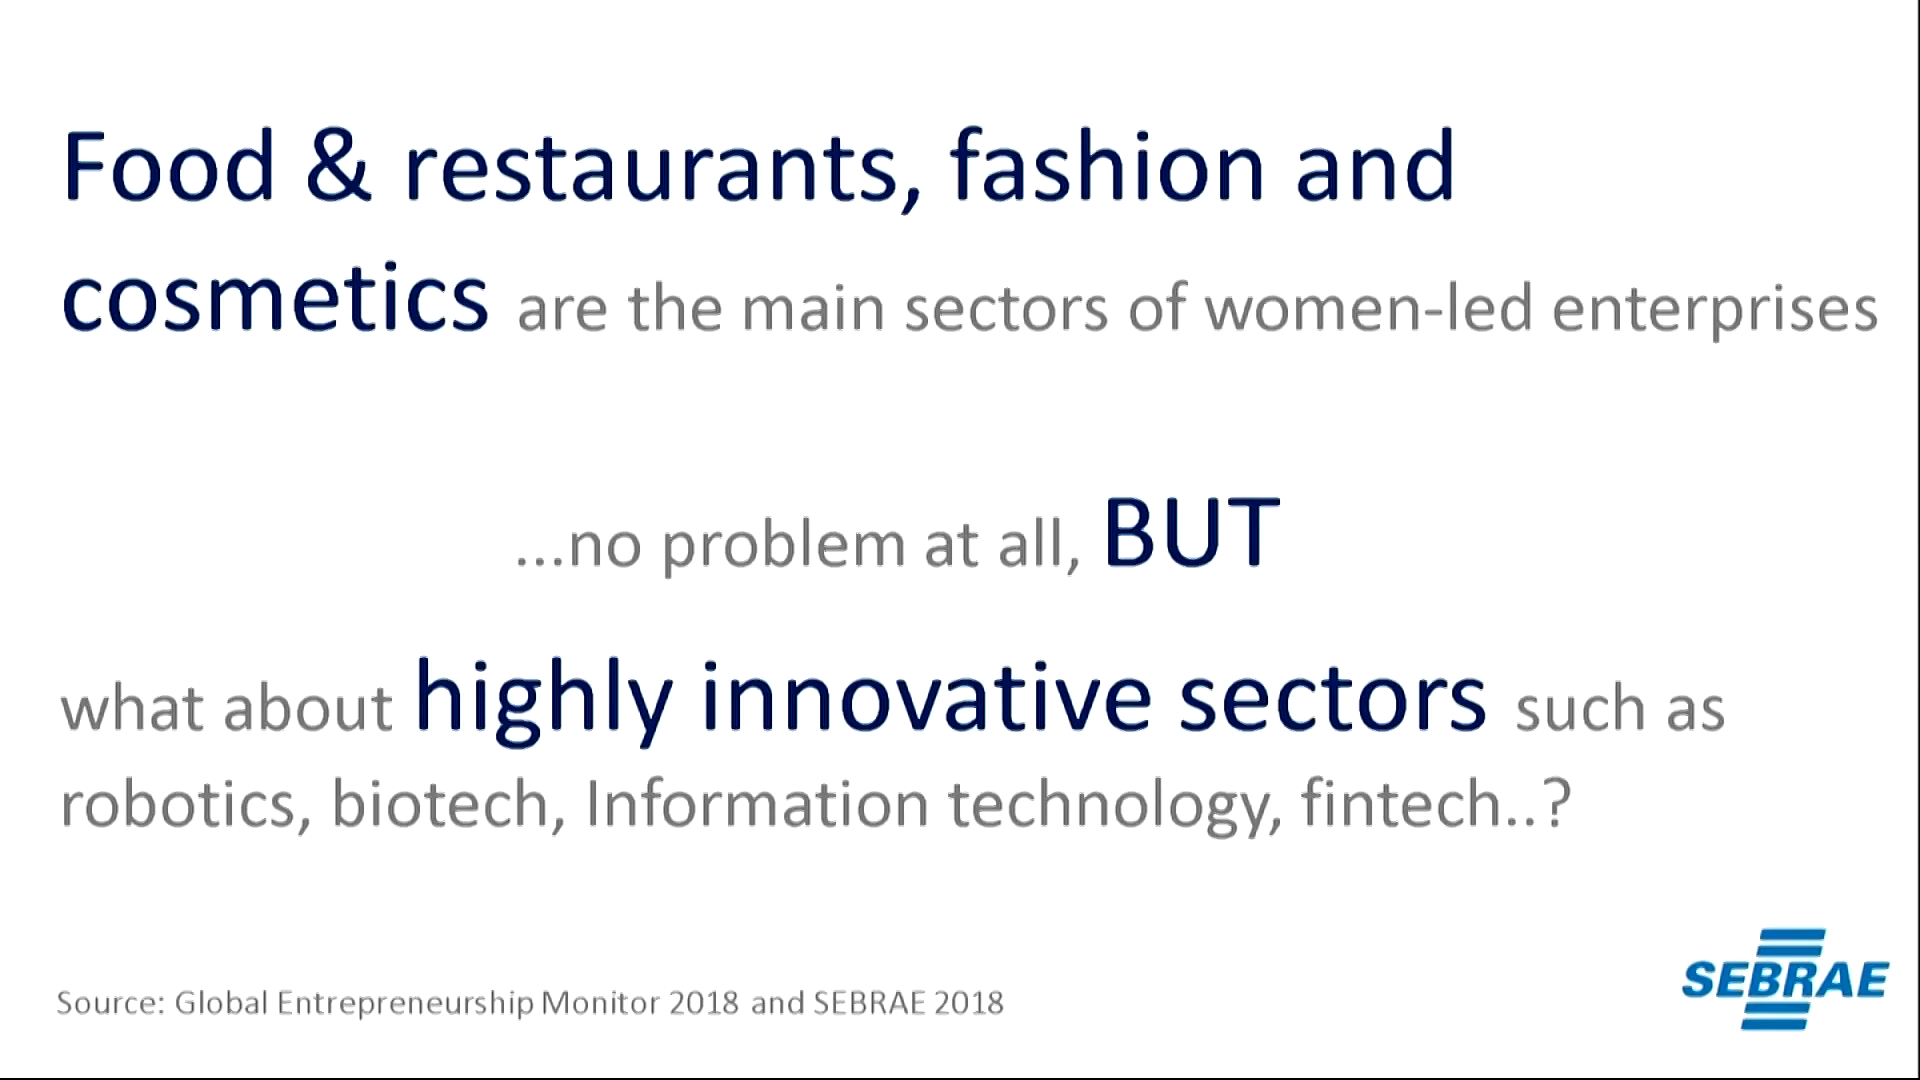 Food & restaurants, fashion and
cosmetics are the main sectors of women-led enterprises
...no problem at all, BUT
what about highly innovative sectors such as
robotics, biotech, Information technology, fintech..?
Source: Global Entrepreneurship Monitor 2018 and SEBRAE 2018
SEBRAE